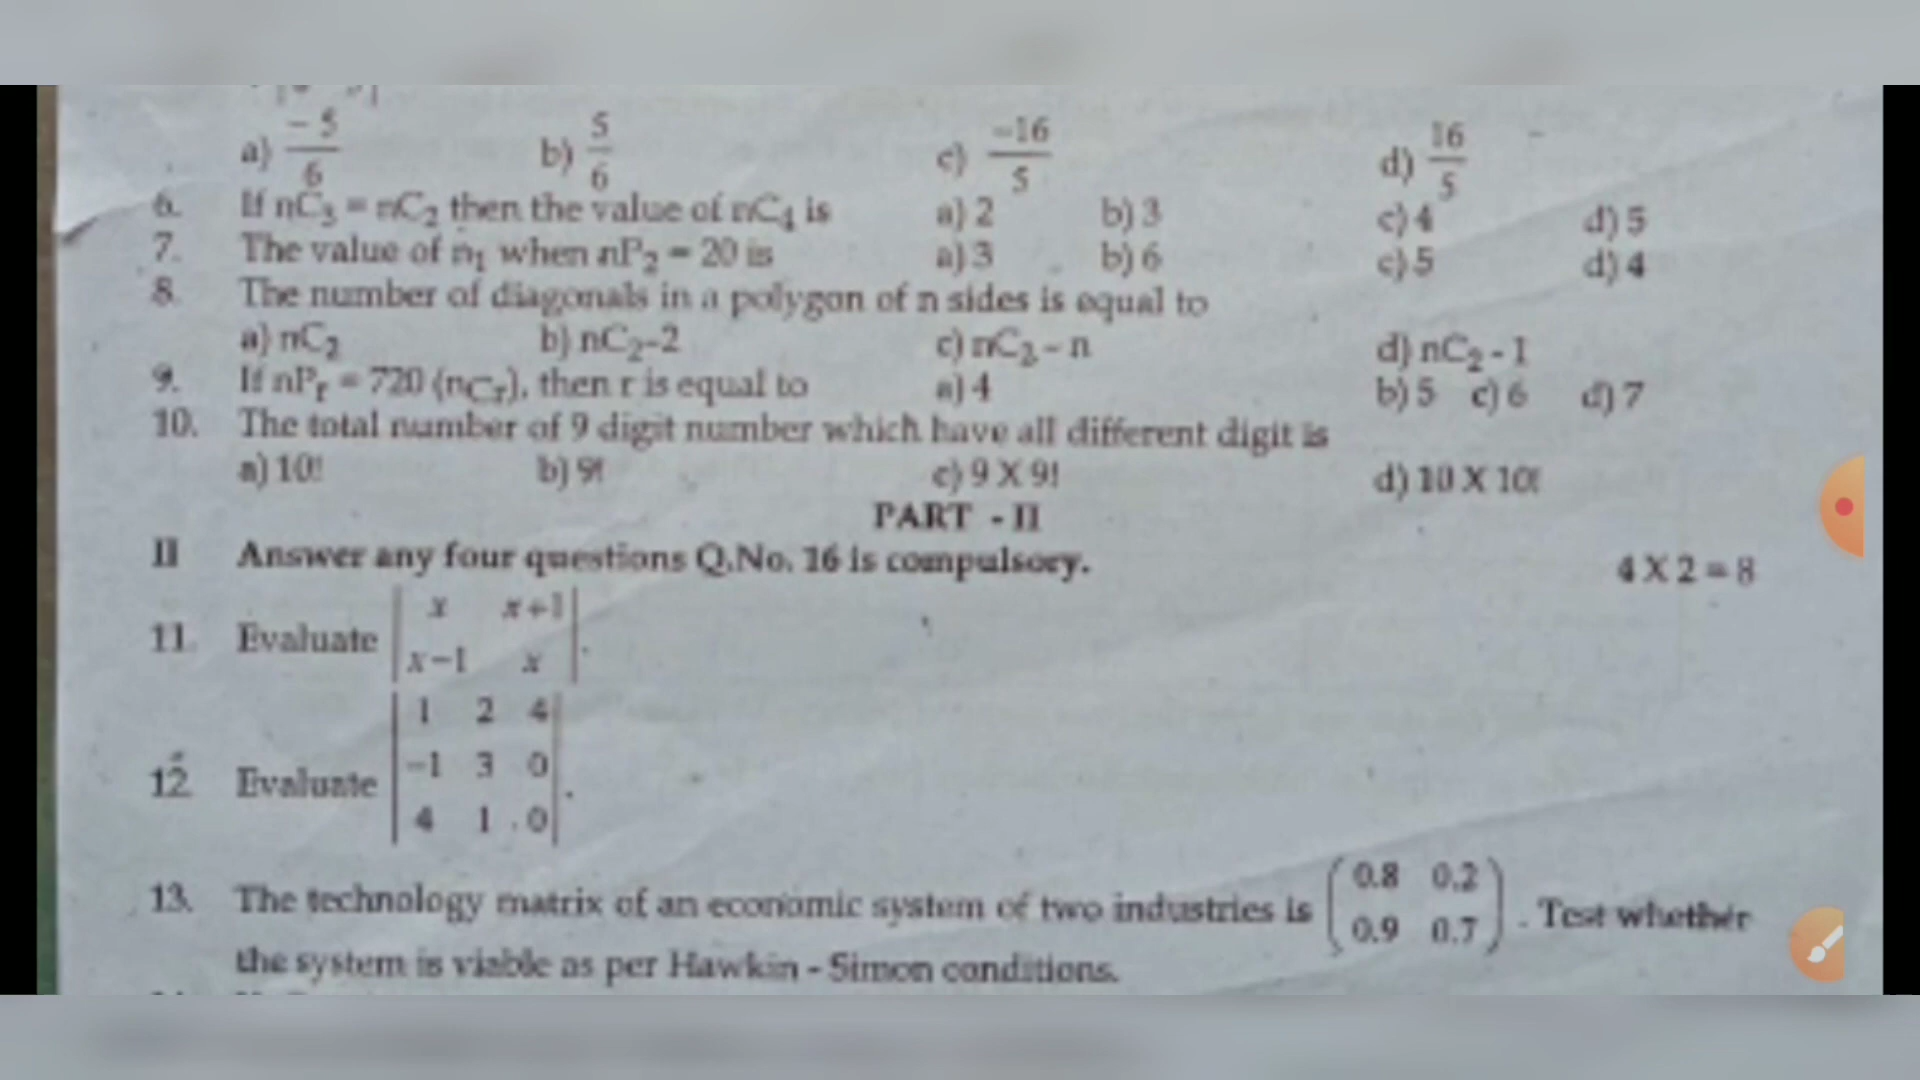 a) -5/6 b) 5/6 c) -16/5 d) 16/5
6. If nC3 = nC2 then the value of nC4 is a) 2 b) 3 c) 4 d) 5
7. The value of n1 when nP2 = 20 is a) 3 b) 6 c) 5 d) 4
8. The number of diagonals in a polygon of n sides is equal to
a) nC2 b) nC2-2 c) nC2 - n d) nC2 - 1
9. If nPr = 720 (nCr), then r is equal to a) 4 b) 5 c) 6 d) 7
10. The total number of 9 digit number which have all different digit is
a) 10! b) 9! c) 9 X 9! d) 10 X 10!
PART - II
II Answer any four questions Q.No. 16 is compulsory. 4 X 2 = 8
x x+1
11. Evaluate
x-1 x .
1 2 4
-1 3 0
12. Evaluate .
4 1 0
0.8 0.2
13. The technology matrix of an economic system of two industries is . Test whether
0.9 0.7
the system is viable as per Hawkin - Simon conditions.